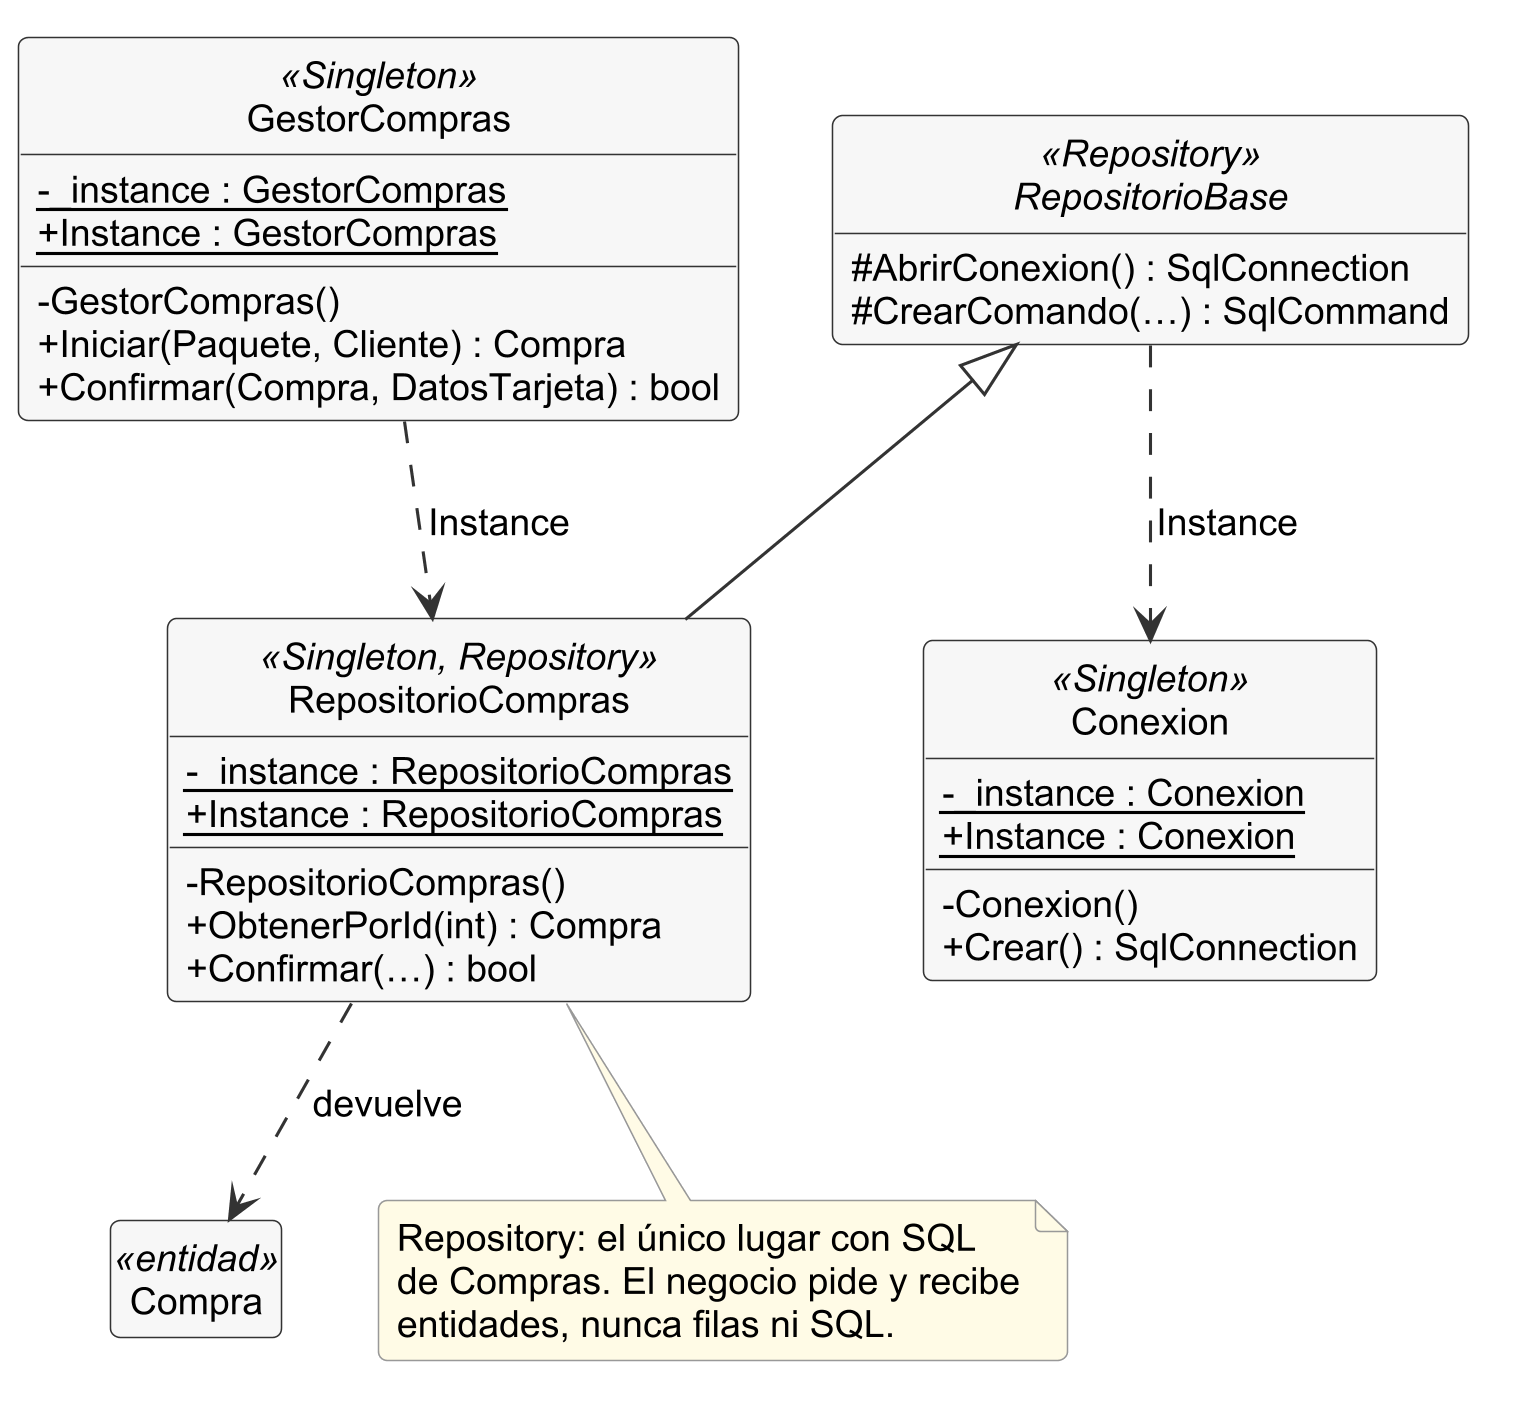 «Singleton»
GestorCompras
-_instance : GestorCompras
+Instance : GestorCompras
-GestorCompras()
+Iniciar(Paquete, Cliente) : Compra
+Confirmar(Compra, DatosTarjeta) : bool
«Repository»
RepositorioBase
#AbrirConexion() : SqlConnection
#CrearComando(…) : SqlCommand
Instance
Instance
«Singleton, Repository»
RepositorioCompras
-_instance : RepositorioCompras
+Instance : RepositorioCompras
-RepositorioCompras()
+ObtenerPorId(int) : Compra
+Confirmar(…) : bool
«Singleton»
Conexion
-_instance : Conexion
+Instance : Conexion
-Conexion()
+Crear() : SqlConnection
devuelve
«entidad»
Compra
Repository: el único lugar con SQL
de Compras. El negocio pide y recibe
entidades, nunca filas ni SQL.